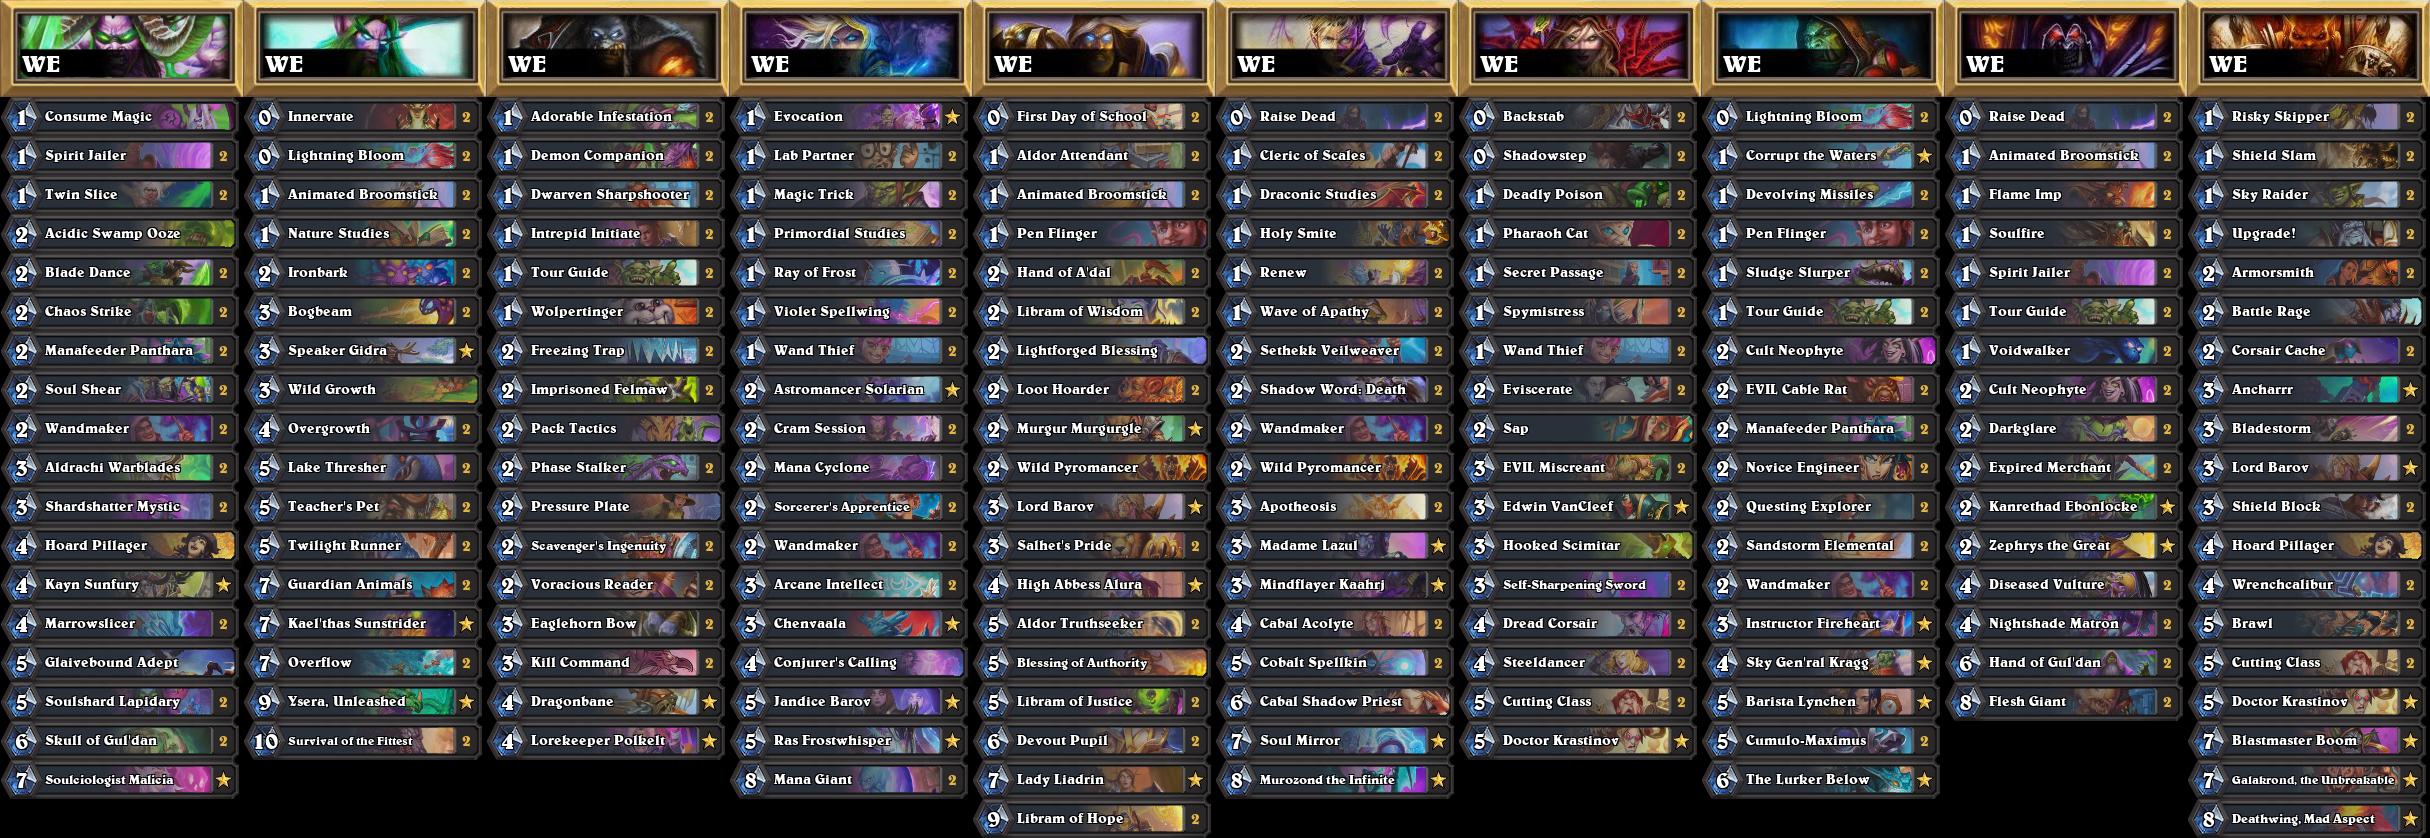 WE
1 Consume Magic
1 Spirit Jailer 2
1 Twin Slice 2
2 Acidic Swamp Ooze
2 Blade Dance 2
2 Chaos Strike 2
2 Manafeeder Panthara 2
2 Soul Shear 2
2 Wandmaker 2
3 Aldrachi Warblades 2
3 Shardshatter Mystic 2
4 Hoard Pillager
4 Kayn Sunfury
4 Marrowslicer 2
5 Glaivebound Adept
5 Soulshard Lapidary 2
6 Skull of Gul'dan 2
7 Soulciologist Malicia
WE
0 Innervate 2
0 Lightning Bloom 2
1 Animated Broomstick 2
1 Nature Studies 2
2 Ironbark 2
3 Bogbeam 2
3 Speaker Gidra
3 Wild Growth
4 Overgrowth 2
5 Lake Thresher 2
5 Teacher's Pet 2
5 Twilight Runner 2
7 Guardian Animals 2
7 Kael'thas Sunstrider
7 Overflow 2
9 Ysera, Unleashed
10 Survival of the Fittest 2
WE
1 Adorable Infestation 2
1 Demon Companion 2
1 Dwarven Sharpshooter 2
1 Intrepid Initiate 2
1 Tour Guide 2
1 Wolpertinger 2
2 Freezing Trap 2
2 Imprisoned Felmaw 2
2 Pack Tactics
2 Phase Stalker 2
2 Pressure Plate
2 Scavenger's Ingenuity 2
2 Voracious Reader 2
3 Eaglehorn Bow 2
3 Kill Command 2
4 Dragonbane
4 Lorekeeper Polkelt
WE
1 Evocation
1 Lab Partner 2
1 Magic Trick 2
1 Primordial Studies 2
1 Ray of Frost 2
1 Violet Spellwing 2
1 Wand Thief 2
2 Astromancer Solarian
2 Cram Session 2
2 Mana Cyclone 2
2 Sorcerer's Apprentice 2
2 Wandmaker 2
3 Arcane Intellect 2
3 Chenvaala
4 Conjurer's Calling
5 Jandice Barov
5 Ras Frostwhisper
8 Mana Giant 2
WE
0 First Day of School 2
1 Aldor Attendant 2
1 Animated Broomstick 2
1 Pen Flinger
2 Hand of A'dal 2
2 Libram of Wisdom 2
2 Lightforged Blessing
2 Loot Hoarder 2
2 Murgur Murgurgle
2 Wild Pyromancer
3 Lord Barov
3 Salhet's Pride 2
4 High Abbess Alura
5 Aldor Truthseeker 2
5 Blessing of Authority
5 Libram of Justice 2
6 Devout Pupil 2
7 Lady Liadrin
9 Libram of Hope 2
WE
0 Raise Dead 2
1 Cleric of Scales 2
1 Draconic Studies 2
1 Holy Smite
1 Renew 2
1 Wave of Apathy 2
2 Sethekk Veilweaver 2
2 Shadow Word: Death 2
2 Wandmaker 2
2 Wild Pyromancer 2
3 Apotheosis 2
3 Madame Lazul
3 Mindflayer Kaahrj
4 Cabal Acolyte 2
5 Cobalt Spellkin 2
6 Cabal Shadow Priest
7 Soul Mirror
8 Murozond the Infinite
WE
0 Backstab 2
0 Shadowstep 2
1 Deadly Poison 2
1 Pharaoh Cat 2
1 Secret Passage 2
1 Spymistress 2
1 Wand Thief 2
2 Eviscerate 2
2 Sap
3 EVIL Miscreant 2
3 Edwin VanCleef
3 Hooked Scimitar
3 Self-Sharpening Sword 2
4 Dread Corsair 2
4 Steeldancer 2
5 Cutting Class 2
5 Doctor Krastinov
WE
0 Lightning Bloom 2
1 Corrupt the Waters
1 Devolving Missiles 2
1 Pen Flinger 2
1 Sludge Slurper 2
1 Tour Guide 2
2 Cult Neophyte
2 EVIL Cable Rat 2
2 Manafeeder Panthara 2
2 Novice Engineer 2
2 Questing Explorer 2
2 Sandstorm Elemental 2
2 Wandmaker 2
3 Instructor Fireheart
4 Sky Gen'ral Kragg
5 Barista Lynchen
5 Cumulo-Maximus 2
6 The Lurker Below
WE
0 Raise Dead 2
1 Animated Broomstick 2
1 Flame Imp 2
1 Soulfire 2
1 Spirit Jailer 2
1 Tour Guide 2
1 Voidwalker 2
2 Cult Neophyte 2
2 Darkglare 2
2 Expired Merchant 2
2 Kanrethad Ebonlocke
2 Zephrys the Great
4 Diseased Vulture 2
4 Nightshade Matron 2
6 Hand of Gul'dan 2
8 Flesh Giant 2
WE
1 Risky Skipper 2
1 Shield Slam 2
1 Sky Raider 2
1 Upgrade! 2
2 Armorsmith 2
2 Battle Rage
2 Corsair Cache 2
3 Ancharrr
3 Bladestorm 2
3 Lord Barov
3 Shield Block 2
4 Hoard Pillager
4 Wrenchcalibur 2
5 Brawl 2
5 Cutting Class 2
5 Doctor Krastinov
7 Blastmaster Boom
7 Galakrond, the Unbreakable
8 Deathwing, Mad Aspect